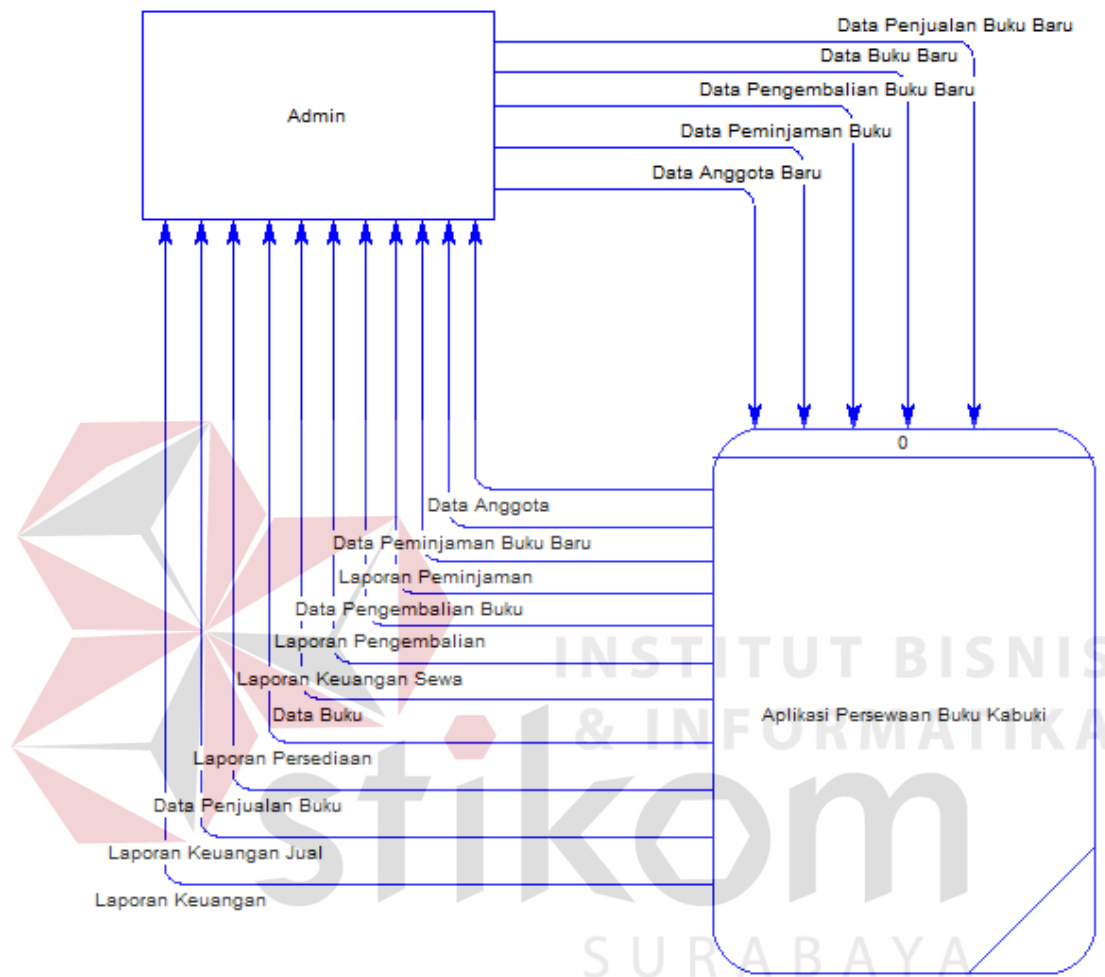 Data Penjualan Buku Baru
Data Buku Baru
Data Pengembalian Buku Baru
Admin
Data Peminjaman Buku
Data Anggota Baru
0
Data Anggota
Data Peminjaman Buku Baru
Laporan Peminjaman
Data Pengembalian Buku
Laporan Pengembalian
Laporan Keuangan Sewa
Data Buku
Laporan Persediaan
Data Penjualan Buku
Laporan Keuangan Jual
Laporan Keuangan
Aplikasi Persewaan Buku Kabuki
INSTITUT BISNIS
& INFORMATIKA
stikom
SURABAYA